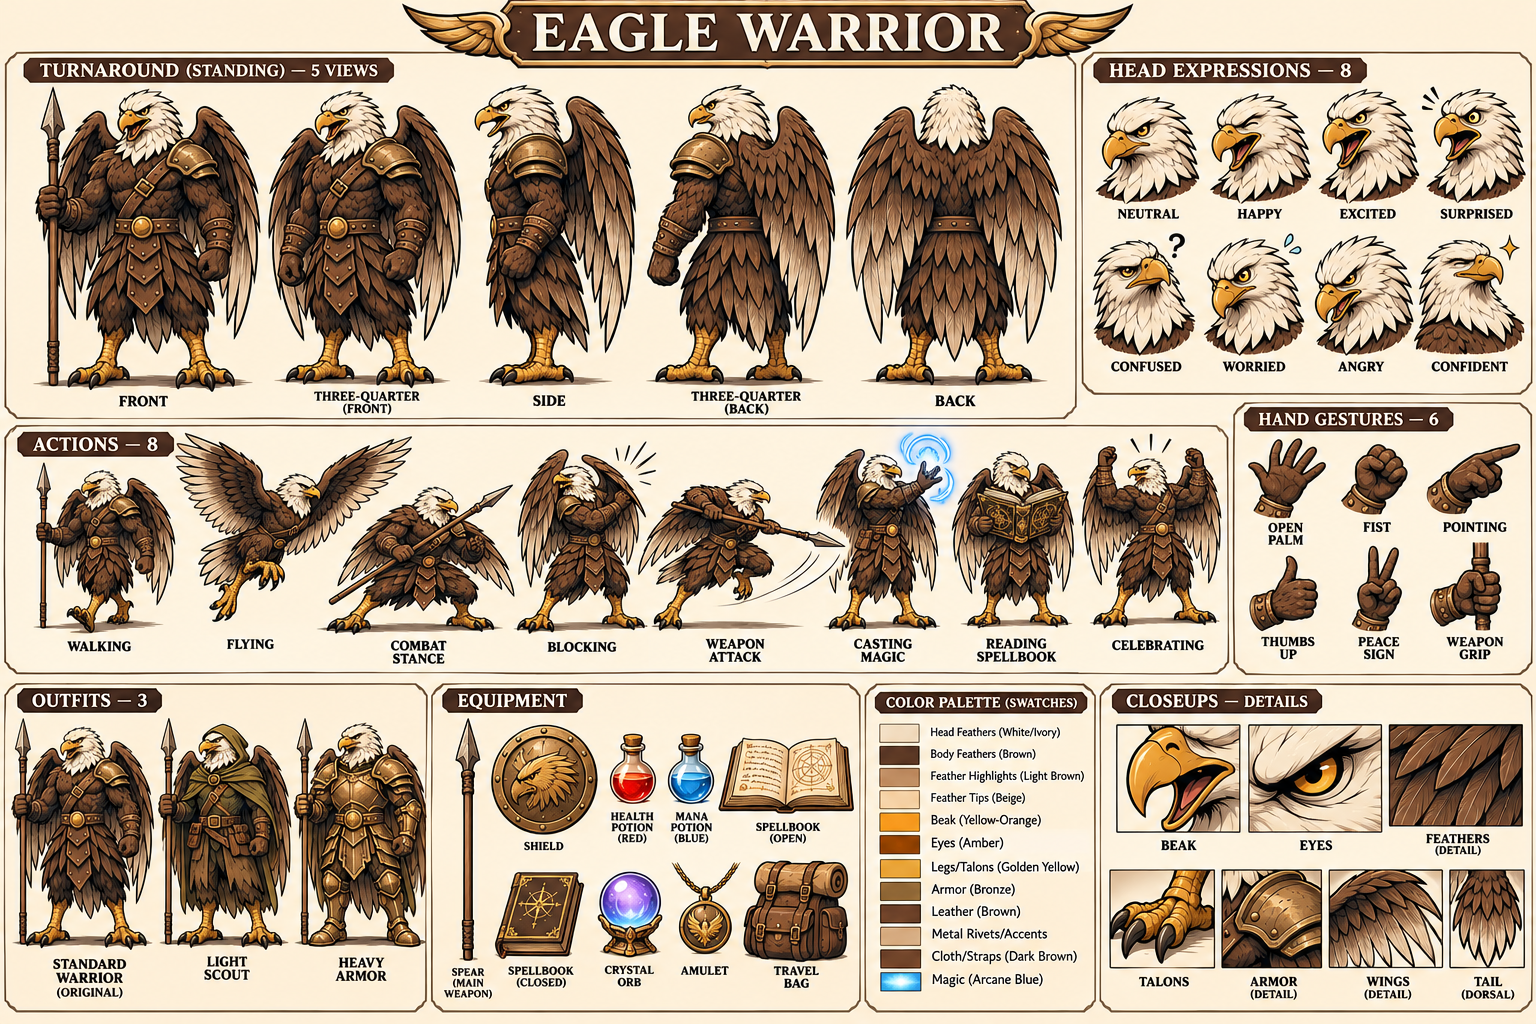 EAGLE WARRIOR
TURNAROUND (STANDING) — 5 VIEWS
FRONT
THREE-QUARTER
(FRONT)
SIDE
THREE-QUARTER
(BACK)
BACK
HEAD EXPRESSIONS — 8
NEUTRAL
HAPPY
EXCITED
SURPRISED
?
CONFUSED
WORRIED
ANGRY
CONFIDENT
ACTIONS — 8
WALKING
FLYING
COMBAT
STANCE
BLOCKING
WEAPON
ATTACK
CASTING
MAGIC
READING
SPELLBOOK
CELEBRATING
HAND GESTURES — 6
OPEN
PALM
FIST
POINTING
THUMBS
UP
PEACE
SIGN
WEAPON
GRIP
OUTFITS — 3
STANDARD
WARRIOR
(ORIGINAL)
LIGHT
SCOUT
HEAVY
ARMOR
EQUIPMENT
SPEAR
(MAIN
WEAPON)
SHIELD
HEALTH
POTION
(RED)
MANA
POTION
(BLUE)
SPELLBOOK
(OPEN)
SPELLBOOK
(CLOSED)
CRYSTAL
ORB
AMULET
TRAVEL
BAG
COLOR PALETTE (SWATCHES)
Head Feathers (White/Ivory)
Body Feathers (Brown)
Feather Highlights (Light Brown)
Feather Tips (Beige)
Beak (Yellow-Orange)
Eyes (Amber)
Legs/Talons (Golden Yellow)
Armor (Bronze)
Leather (Brown)
Metal Rivets/Accents
Cloth/Straps (Dark Brown)
Magic (Arcane Blue)
CLOSEUPS — DETAILS
BEAK
EYES
FEATHERS
(DETAIL)
TALONS
ARMOR
(DETAIL)
WINGS
(DETAIL)
TAIL
(DORSAL)